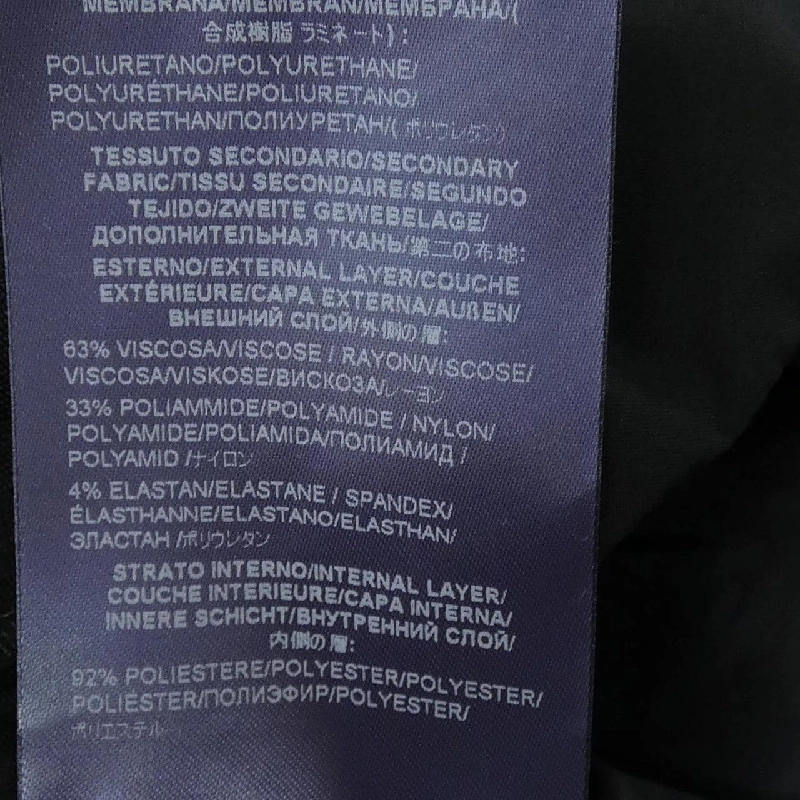 MEMBRANA/MEMBRAN/MEMBRANE/МЕМБРАНА/(
合成樹脂 ラミネート):
POLIURETANO/POLYURETHANE/
POLYURÉTHANE/POLIURETANO/
POLYURETHAN/ПОЛИУРЕТАН/( ポリウレタン)
TESSUTO SECONDARIO/SECONDARY
FABRIC/TISSU SECONDAIRE/SEGUNDO
TEJIDO/ZWEITE GEWEBELAGE/
ДОПОЛНИТЕЛЬНАЯ ТКАНЬ/第二の布地:
ESTERNO/EXTERNAL LAYER/COUCHE
EXTÉRIEURE/CAPA EXTERNA/AUßEN/
ВНЕШНИЙ СЛОЙ/外側の層:
63% VISCOSA/VISCOSE / RAYON/VISCOSE/
VISCOSA/VISKOSE/ВИСКОЗА/レーヨン
33% POLIAMMIDE/POLYAMIDE / NYLON/
POLYAMIDE/POLIAMIDA/ПОЛИАМИД /
POLYAMID /ナイロン
4% ELASTAN/ELASTANE / SPANDEX/
ÉLASTHANNE/ELASTANO/ELASTHAN/
ЭЛАСТАН /ポリウレタン
STRATO INTERNO/INTERNAL LAYER/
COUCHE INTERIEURE/CAPA INTERNA/
INNERE SCHICHT/ВНУТРЕННИЙ СЛОЙ/
内側の層:
92% POLIESTERE/POLYESTER/POLYESTER/
POLIÉSTER/ПОЛИЭФИР/POLYESTER/
ポリエステル